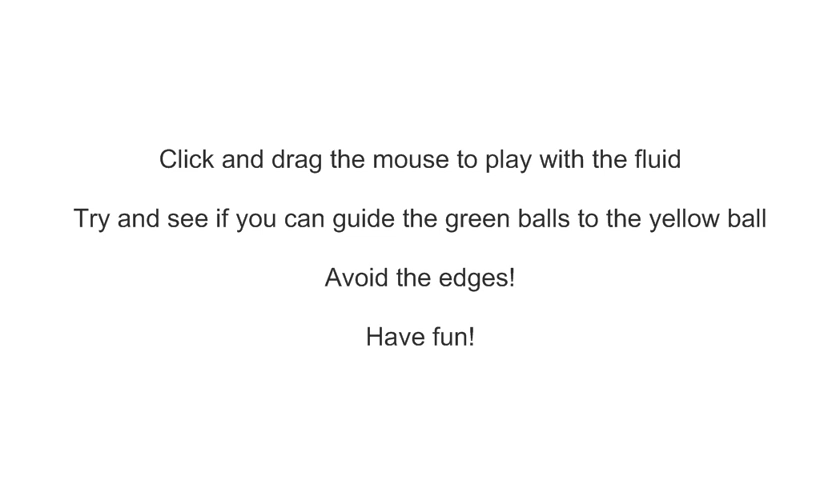 Click and drag the mouse to play with the fluid
Try and see if you can guide the green balls to the yellow ball
Avoid the edges!
Have fun!